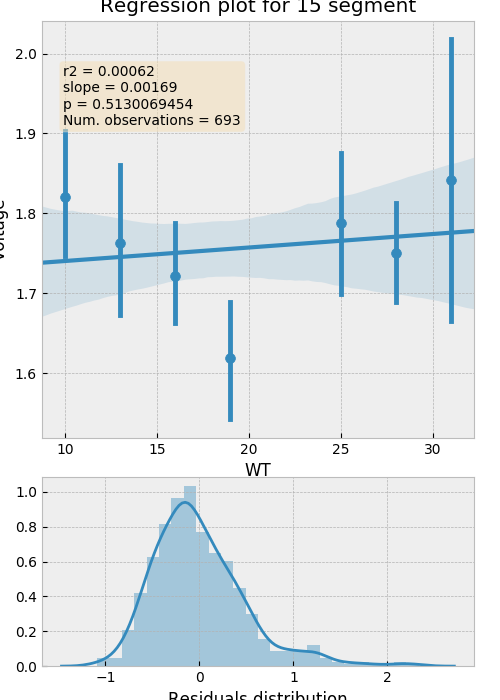 Regression plot for 15 segment
2.0
1.9
1.8
1.7
1.6
r2 = 0.00062
slope = 0.00169
p = 0.5130069454
Num. observations = 693
Voltage
10 15 20 25 30
WT
1.0
0.8
0.6
0.4
0.2
0.0
−1 0 1 2
Residuals distribution